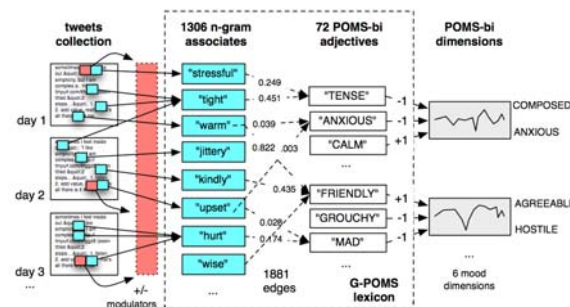 tweets
collection
1306 n-gram
associates
72 POMS-bi
adjectives
POMS-bi
dimensions
day 1
day 2
day 3
...
+/-
modulators
"stressful"
"tight"
"warm"
"jittery"
"kindly"
"upset"
"hurt"
"wise"
...
0.249
0.451
0.039
0.822
.003
0.435
0.028
0.174
1881
edges
"TENSE"
"ANXIOUS"
"CALM"
...
"FRIENDLY"
"GROUCHY"
"MAD"
...
G-POMS
lexicon
-1
-1
+1
+1
-1
-1
COMPOSED
ANXIOUS
AGREEABLE
HOSTILE
...
6 mood
dimensions